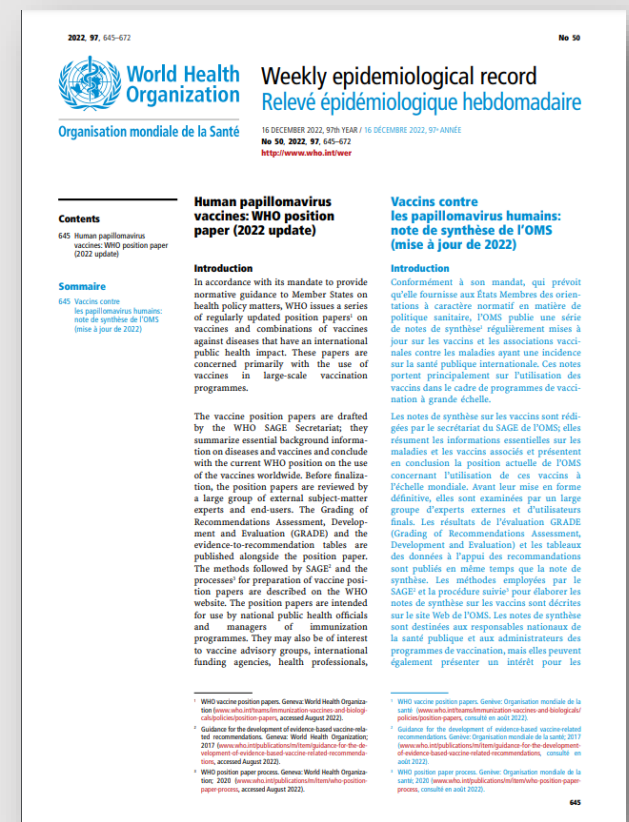 2022, 97, 645–672
No 50
World Health
Organization
Organisation mondiale de la Santé
Weekly epidemiological record
Relevé épidémiologique hebdomadaire
16 DECEMBER 2022, 97th YEAR / 16 DÉCEMBRE 2022, 97e ANNÉE
No 50, 2022, 97, 645–672
http://www.who.int/wer
Contents
645 Human papillomavirus
vaccines: WHO position paper
(2022 update)
Sommaire
645 Vaccins contre
les papillomavirus humains:
note de synthèse de l’OMS
(mise à jour de 2022)
Human papillomavirus
vaccines: WHO position
paper (2022 update)
Introduction
In accordance with its mandate to provide
normative guidance to Member States on
health policy matters, WHO issues a series
of regularly updated position papers1 on
vaccines and combinations of vaccines
against diseases that have an international
public health impact. These papers are
concerned primarily with the use of
vaccines in large-scale vaccination
programmes.
The vaccine position papers are drafted
by the WHO SAGE Secretariat; they
summarize essential background informa-
tion on diseases and vaccines and conclude
with the current WHO position on the use
of the vaccines worldwide. Before finaliza-
tion, the position papers are reviewed by
a large group of external subject-matter
experts and end-users. The Grading of
Recommendations Assessment, Develop-
ment and Evaluation (GRADE) and the
evidence-to-recommendation tables are
published alongside the position paper.
The methods followed by SAGE2 and the
processes3 for preparation of vaccine posi-
tion papers are described on the WHO
website. The position papers are intended
for use by national public health officials
and managers of immunization
programmes. They may also be of interest
to vaccine advisory groups, international
funding agencies, health professionals,
1 WHO vaccine position papers. Geneva: World Health Organiza-
tion (www.who.int/teams/immunization-vaccines-and-biologi-
cals/policies/position-papers, accessed August 2022).
2 Guidance for the development of evidence-based vaccine-rela-
ted recommendations. Geneva: World Health Organization;
2017 (www.who.int/publications/m/item/guidance-for-the-de-
velopment-of-evidence-based-vaccine-related-recommenda-
tions, accessed August 2022).
3 WHO position paper process. Geneva: World Health Organiza-
tion; 2020 (www.who.int/publications/m/item/who-position-
paper-process, accessed August 2022).
Vaccins contre
les papillomavirus humains:
note de synthèse de l’OMS
(mise à jour de 2022)
Introduction
Conformément à son mandat, qui prévoit
qu’elle fournisse aux États Membres des orien-
tations à caractère normatif en matière de
politique sanitaire, l’OMS publie une série
de notes de synthèse1 régulièrement mises à
jour sur les vaccins et les associations vacci-
nales contre les maladies ayant une incidence
sur la santé publique internationale. Ces notes
portent principalement sur l’utilisation des
vaccins dans le cadre de programmes de vacci-
nation à grande échelle.
Les notes de synthèse sur les vaccins sont rédi-
gées par le secrétariat du SAGE de l’OMS; elles
résument les informations essentielles sur les
maladies et les vaccins associés et présentent
en conclusion la position actuelle de l’OMS
concernant l’utilisation de ces vaccins à
l’échelle mondiale. Avant leur mise en forme
définitive, elles sont examinées par un large
groupe d’experts externes et d’utilisateurs
finals. Les résultats de l’évaluation GRADE
(Grading of Recommendations Assessment,
Development and Evaluation) et les tableaux
des données à l’appui des recommandations
sont publiés en même temps que la note de
synthèse. Les méthodes employées par le
SAGE2 et la procédure suivie3 pour élaborer les
notes de synthèse sur les vaccins sont décrites
sur le site Web de l’OMS. Les notes de synthèse
sont destinées aux responsables nationaux de
la santé publique et aux administrateurs des
programmes de vaccination, mais elles peuvent
également présenter un intérêt pour les
1 WHO vaccine position papers. Genève: Organisation mondiale de la
santé (www.who.int/teams/immunization-vaccines-and-biologicals/
policies/position-papers, consulté en août 2022).
2 Guidance for the development of evidence-based vaccine-related
recommendations. Genève: Organisation mondiale de la santé; 2017
(www.who.int/publications/m/item/guidance-for-the-development-
of-evidence-based-vaccine-related-recommendations, consulté en
août 2022).
3 WHO position paper process. Genève: Organisation mondiale de la
santé; 2020 (www.who.int/publications/m/item/who-position-paper-
process, consulté en août 2022).
645